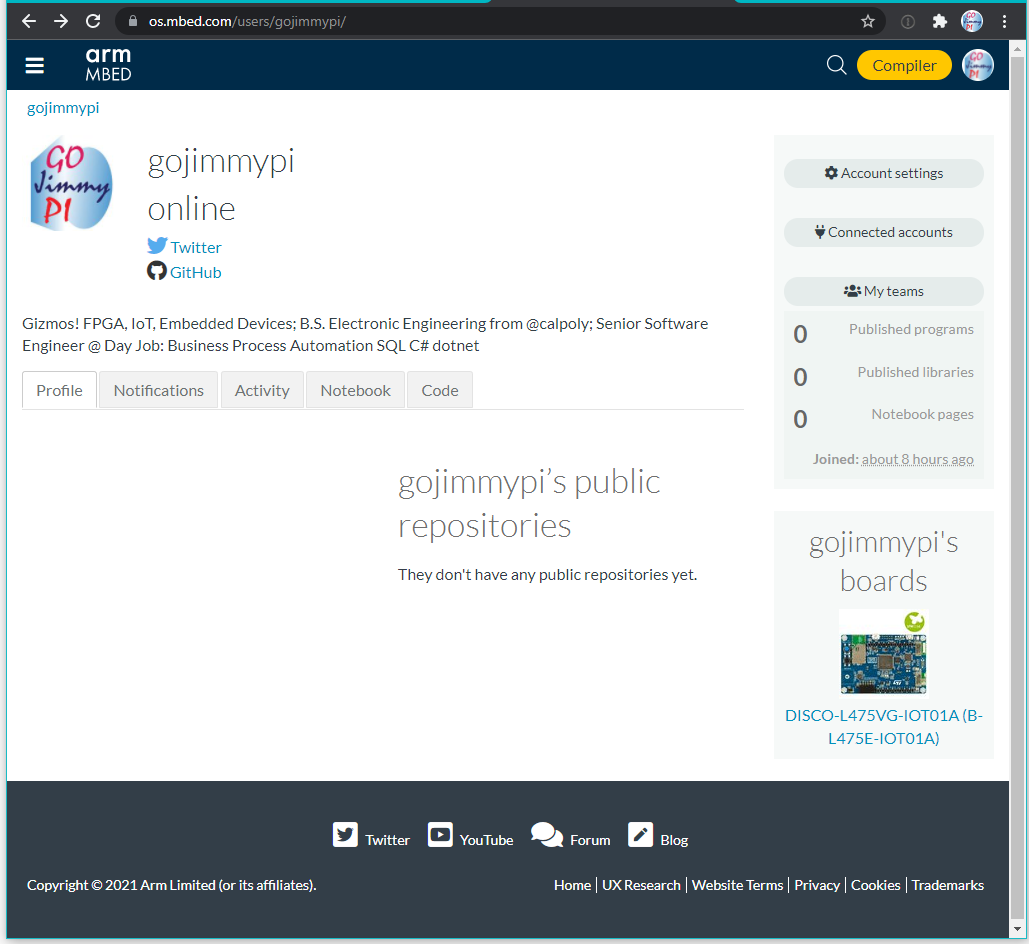 os.mbed.com/users/gojimmypi/
arm
MBED
Compiler
gojimmypi
GO
Jimmy
PI
gojimmypi
online
Twitter
GitHub
Gizmos! FPGA, IoT, Embedded Devices; B.S. Electronic Engineering from @calpoly; Senior Software
Engineer @ Day Job: Business Process Automation SQL C# dotnet
Profile
Notifications
Activity
Notebook
Code
gojimmypi’s public
repositories
They don't have any public repositories yet.
Account settings
Connected accounts
My teams
0 Published programs
0 Published libraries
0 Notebook pages
Joined: about 8 hours ago
gojimmypi's
boards
DISCO-L475VG-IOT01A (B-
L475E-IOT01A)
Twitter
YouTube
Forum
Blog
Copyright © 2021 Arm Limited (or its affiliates).
Home | UX Research | Website Terms | Privacy | Cookies | Trademarks